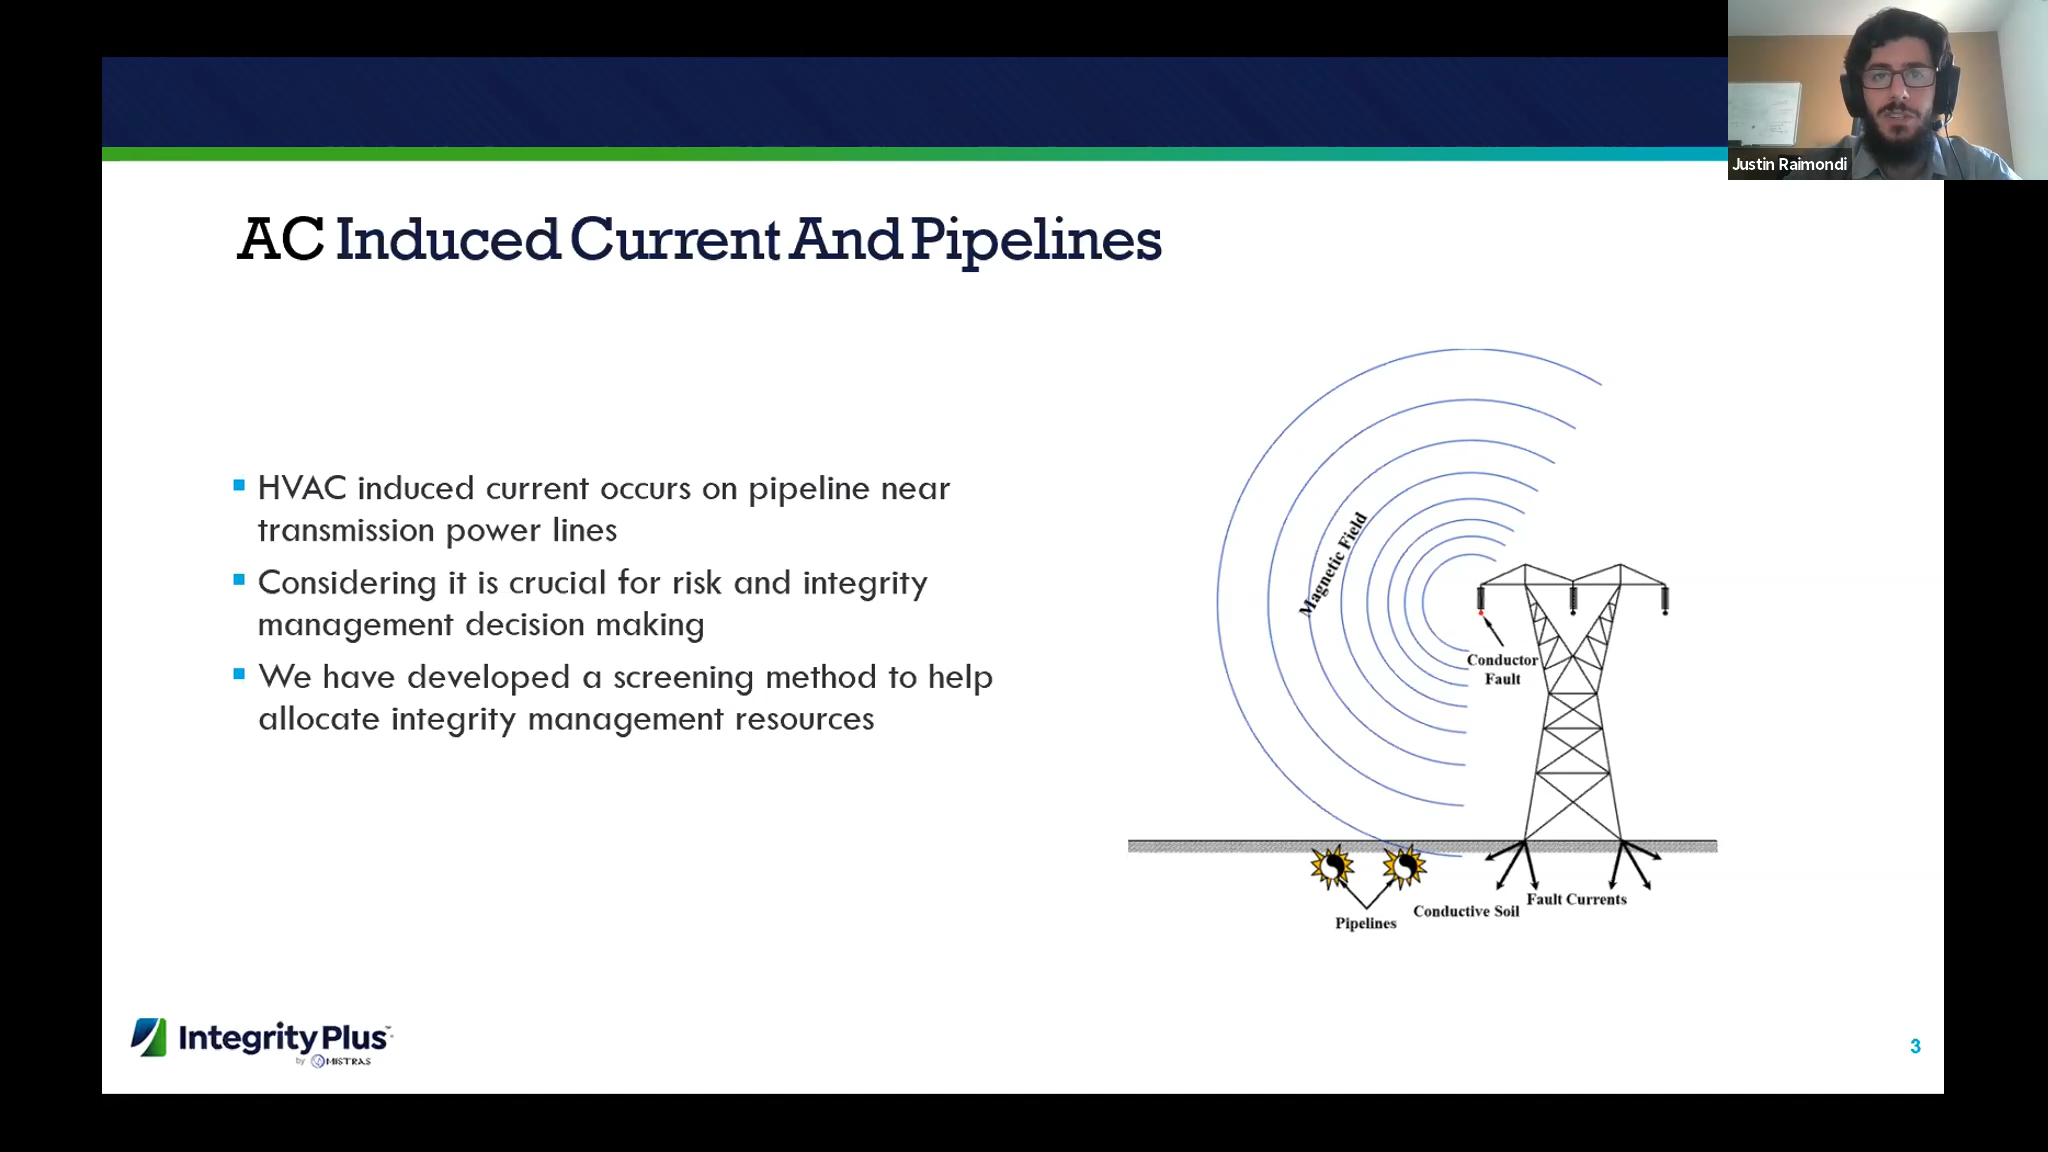 Justin Raimondi
AC Induced Current And Pipelines
HVAC induced current occurs on pipeline near
transmission power lines
Considering it is crucial for risk and integrity
management decision making
We have developed a screening method to help
allocate integrity management resources
Magnetic Field
Conductor
Fault
Fault Currents
Conductive Soil
Pipelines
Integrity Plus™
by MISTRAS
3